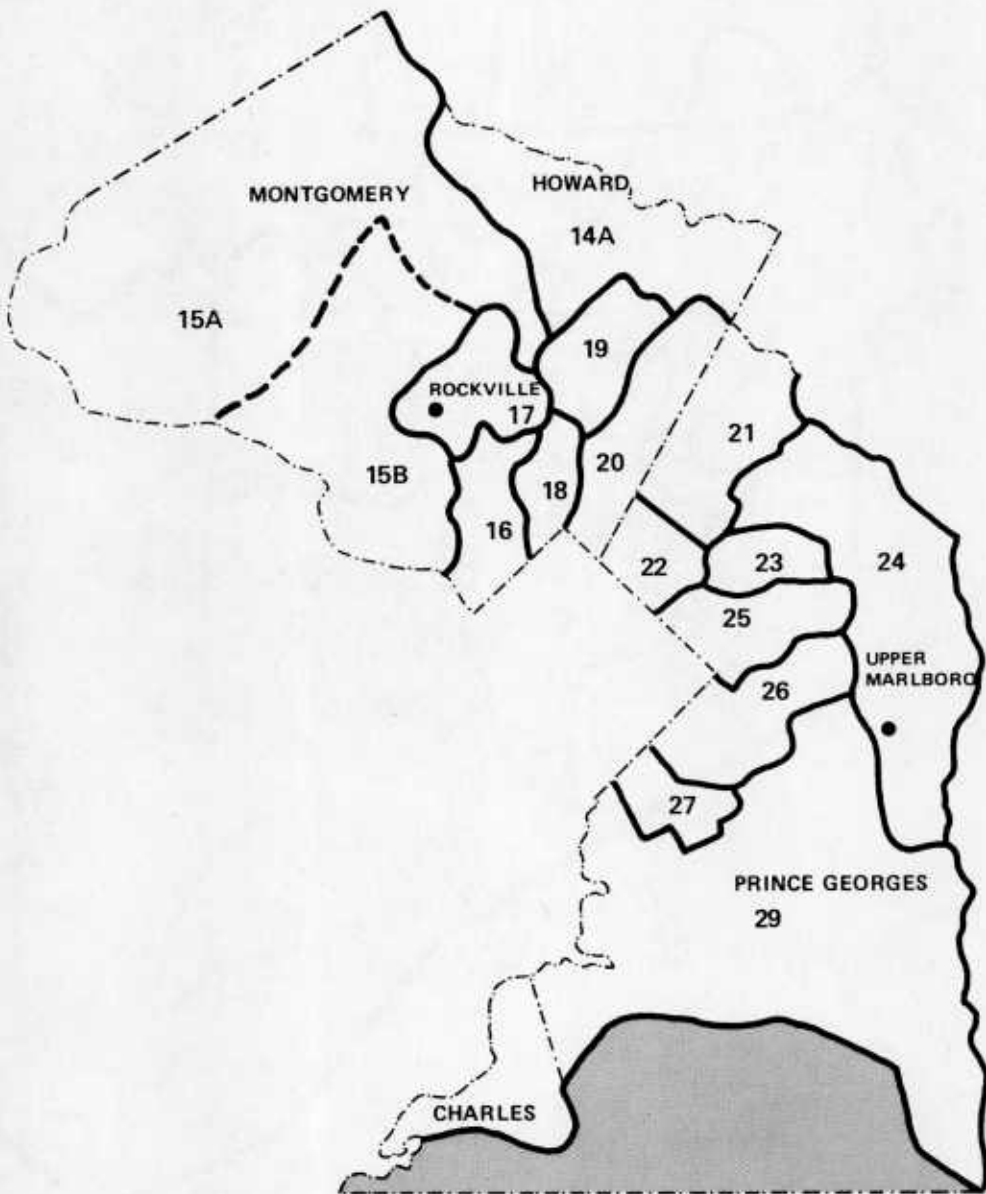 MONTGOMERY
HOWARD
14A
15A
19
ROCKVILLE
17
21
20
15B
18
16
22
23
24
25
UPPER
MARLBORO
26
27
PRINCE GEORGES
29
CHARLES